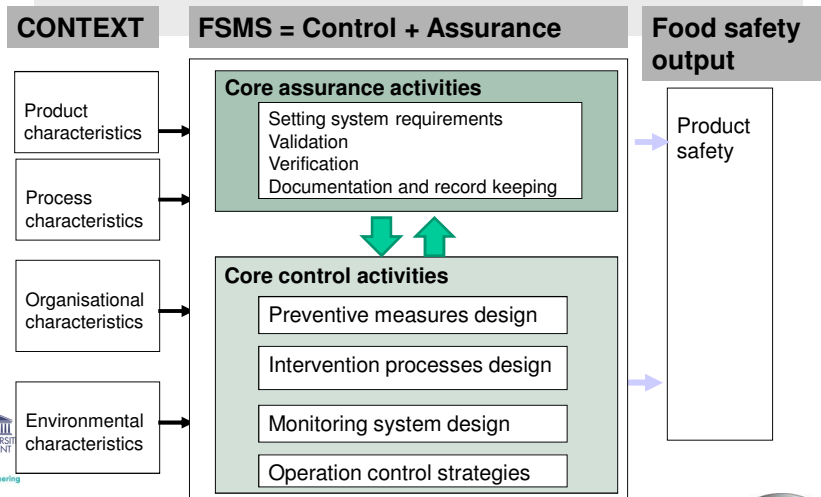 CONTEXT
FSMS = Control + Assurance
Food safety
output
Product
characteristics
Process
characteristics
Organisational
characteristics
Environmental
characteristics
Core assurance activities
Setting system requirements
Validation
Verification
Documentation and record keeping
Core control activities
Preventive measures design
Intervention processes design
Monitoring system design
Operation control strategies
Product
safety